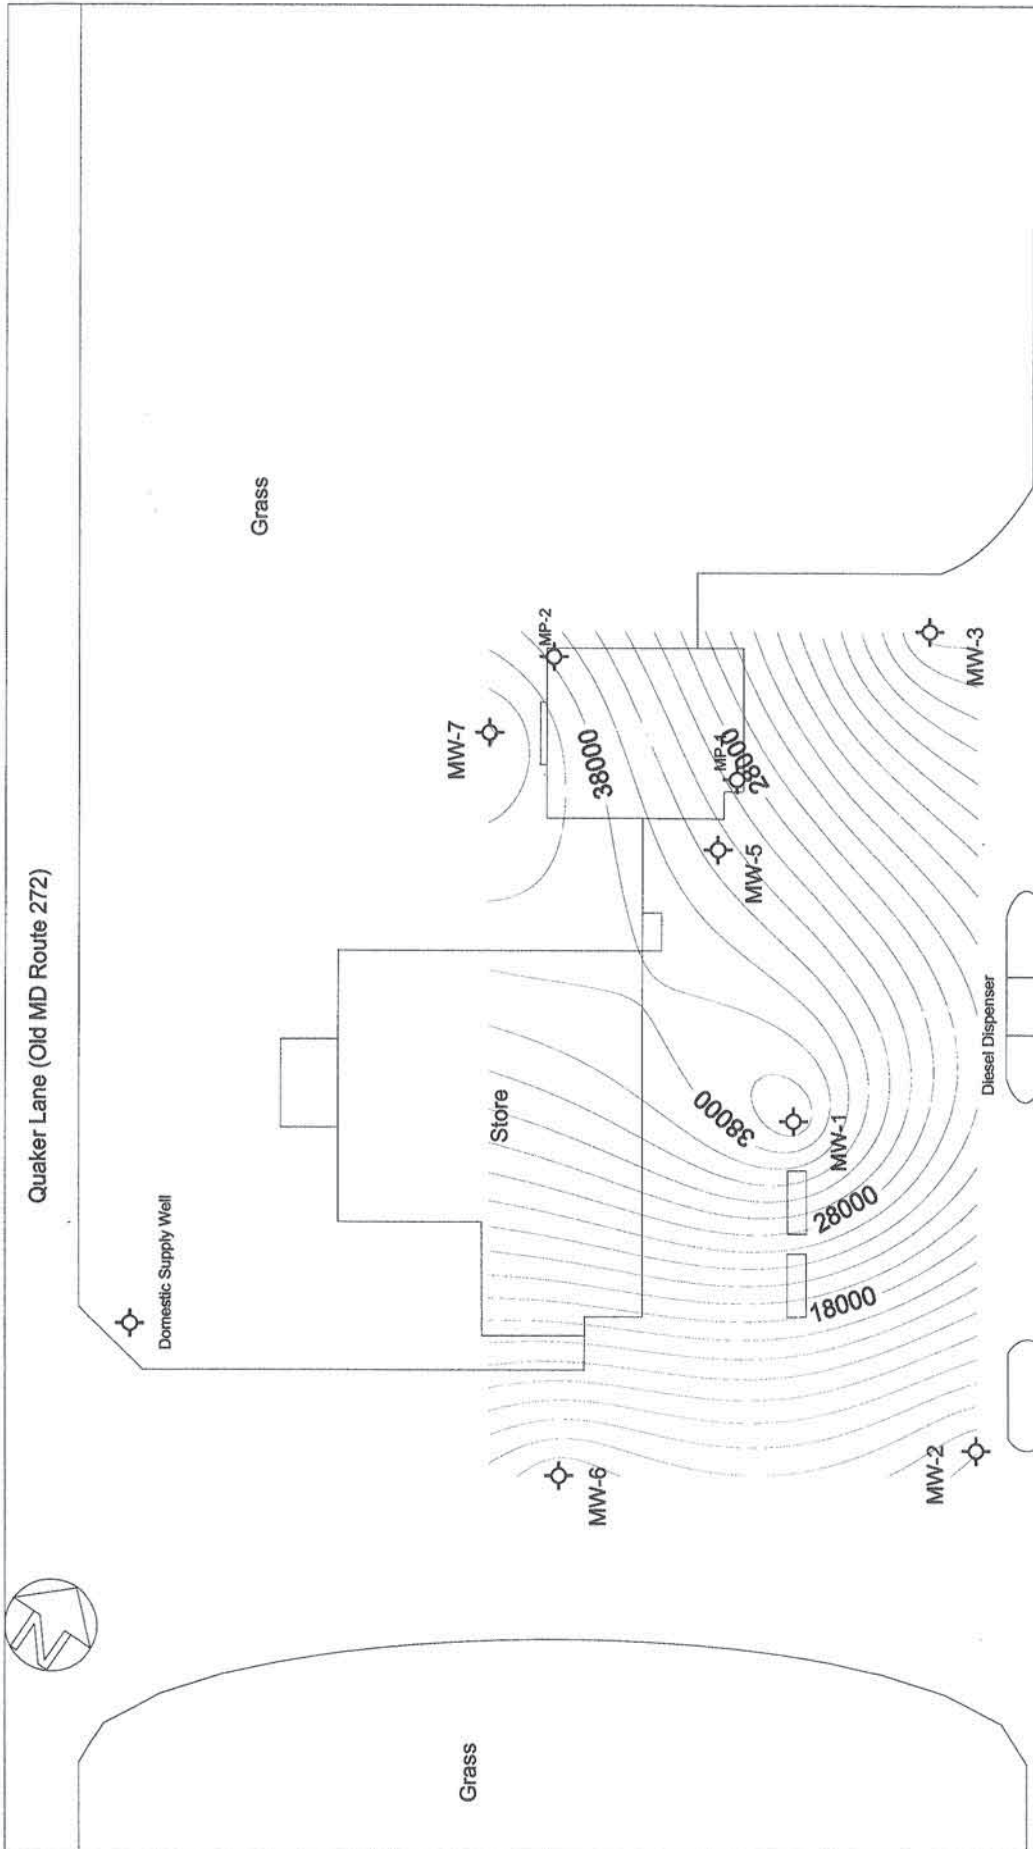 Quaker Lane (Old MD Route 272)
Grass
Domestic Supply Well
Store
MW-7
MP-2
38000
MP-1
28000
MW-5
MW-3
38000
MW-1
28000
18000
Diesel Dispenser
MW-6
MW-2
N
Grass